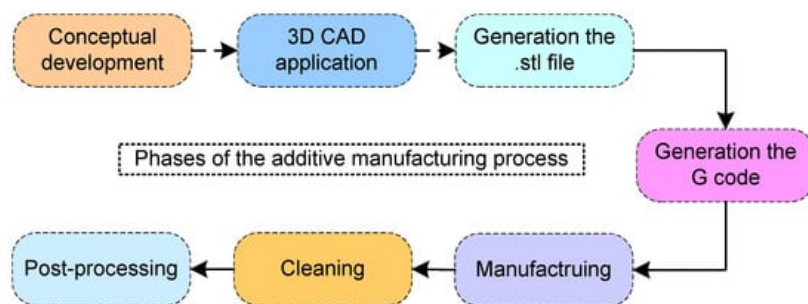 Conceptual
development
3D CAD
application
Generation the
.stl file
Phases of the additive manufacturing process
Generation the
G code
Post-processing
Cleaning
Manufactruing